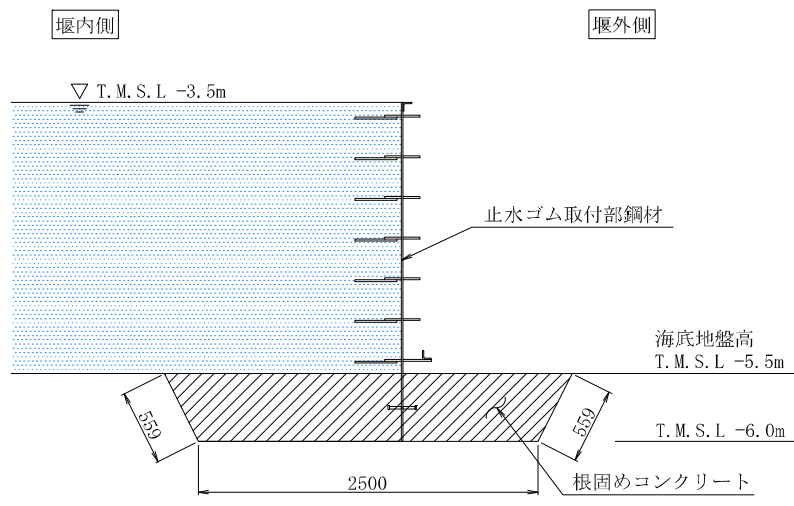 堰内側
堰外側
T.M.S.L -3.5m
止水ゴム取付部鋼材
海底地盤高
T.M.S.L -5.5m
559
559
T.M.S.L -6.0m
2500
根固めコンクリート